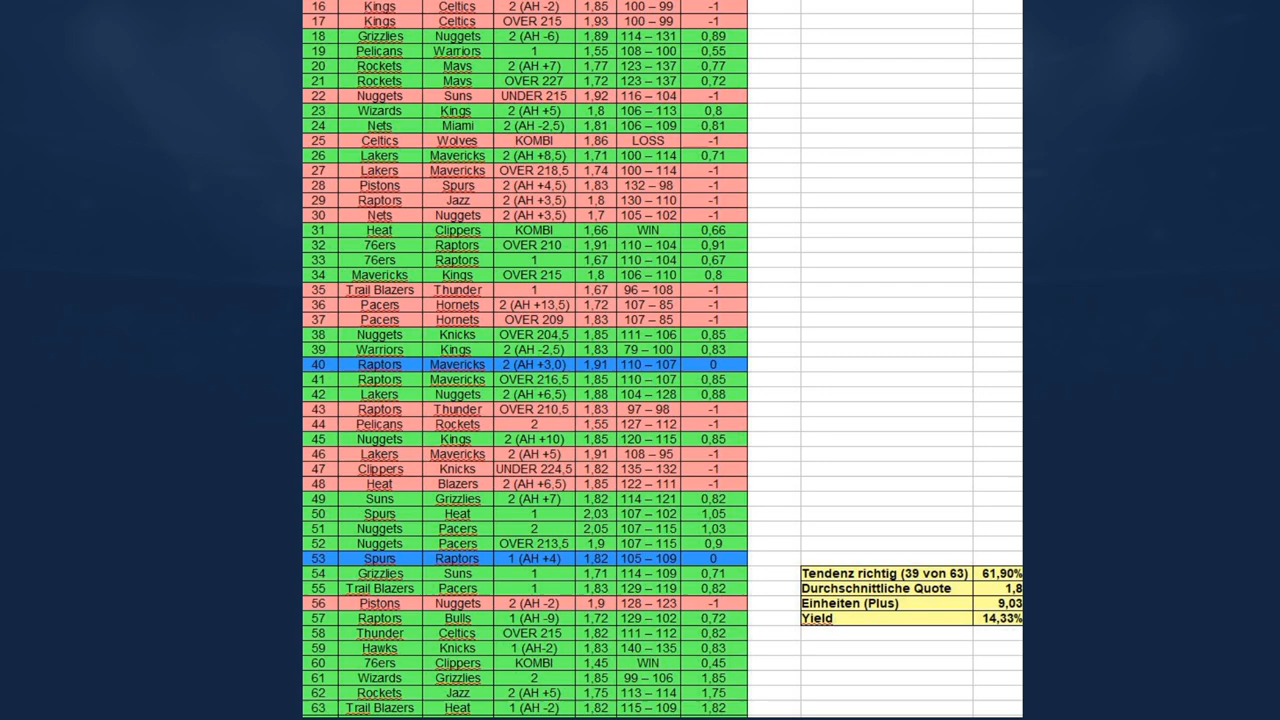 16 Kings Celtics 2 (AH -2) 1,85 100 – 99 -1
17 Kings Celtics OVER 215 1,93 100 – 99 -1
18 Grizzlies Nuggets 2 (AH -6) 1,89 114 – 131 0,89
19 Pelicans Warriors 1 1,55 108 – 100 0,55
20 Rockets Mavs 2 (AH +7) 1,77 123 – 137 0,77
21 Rockets Mavs OVER 227 1,72 123 – 137 0,72
22 Nuggets Suns UNDER 215 1,92 116 – 104 -1
23 Wizards Kings 2 (AH +5) 1,8 106 – 113 0,8
24 Nets Miami 2 (AH -2,5) 1,81 106 – 109 0,81
25 Celtics Wolves KOMBI 1,86 LOSS -1
26 Lakers Mavericks 2 (AH +8,5) 1,71 100 – 114 0,71
27 Lakers Mavericks OVER 218,5 1,74 100 – 114 -1
28 Pistons Spurs 2 (AH +4,5) 1,83 132 – 98 -1
29 Raptors Jazz 2 (AH +3,5) 1,8 130 – 110 -1
30 Nets Nuggets 2 (AH +3,5) 1,7 105 – 102 -1
31 Heat Clippers KOMBI 1,66 WIN 0,66
32 76ers Raptors OVER 210 1,91 110 – 104 0,91
33 76ers Raptors 1 1,67 110 – 104 0,67
34 Mavericks Kings OVER 215 1,8 106 – 110 0,8
35 Trail Blazers Thunder 1 1,67 96 – 108 -1
36 Pacers Hornets 2 (AH +13,5) 1,72 107 – 85 -1
37 Pacers Hornets OVER 209 1,83 107 – 85 -1
38 Nuggets Knicks OVER 204,5 1,85 111 – 106 0,85
39 Warriors Kings 2 (AH -2,5) 1,83 79 – 100 0,83
40 Raptors Mavericks 2 (AH +3,0) 1,91 110 – 107 0
41 Raptors Mavericks OVER 216,5 1,85 110 – 107 0,85
42 Lakers Nuggets 2 (AH +6,5) 1,88 104 – 128 0,88
43 Raptors Thunder OVER 210,5 1,83 97 – 98 -1
44 Pelicans Rockets 2 1,55 127 – 112 -1
45 Nuggets Kings 2 (AH +10) 1,85 120 – 115 0,85
46 Lakers Mavericks 2 (AH +5) 1,91 108 – 95 -1
47 Clippers Knicks UNDER 224,5 1,82 135 – 132 -1
48 Heat Blazers 2 (AH +6,5) 1,85 122 – 111 -1
49 Suns Grizzlies 2 (AH +7) 1,82 114 – 121 0,82
50 Spurs Heat 1 2,03 107 – 102 1,05
51 Nuggets Pacers 2 2,05 107 – 115 1,03
52 Nuggets Pacers OVER 213,5 1,9 107 – 115 0,9
53 Spurs Raptors 1 (AH +4) 1,82 105 – 109 0
54 Grizzlies Suns 1 1,71 114 – 109 0,71 Tendenz richtig (39 von 63) 61,90%
55 Trail Blazers Pacers 1 1,83 129 – 119 0,82 Durchschnittliche Quote 1,8
56 Pistons Nuggets 2 (AH -2) 1,9 128 – 123 -1 Einheiten (Plus) 9,03
57 Raptors Bulls 1 (AH -9) 1,72 129 – 102 0,72 Yield 14,33%
58 Thunder Celtics OVER 215 1,82 111 – 112 0,82
59 Hawks Knicks 1 (AH-2) 1,83 140 – 135 0,83
60 76ers Clippers KOMBI 1,45 WIN 0,45
61 Wizards Grizzlies 2 1,85 99 – 106 1,85
62 Rockets Jazz 2 (AH +5) 1,75 113 – 114 1,75
63 Trail Blazers Heat 1 (AH -2) 1,82 115 – 109 1,82